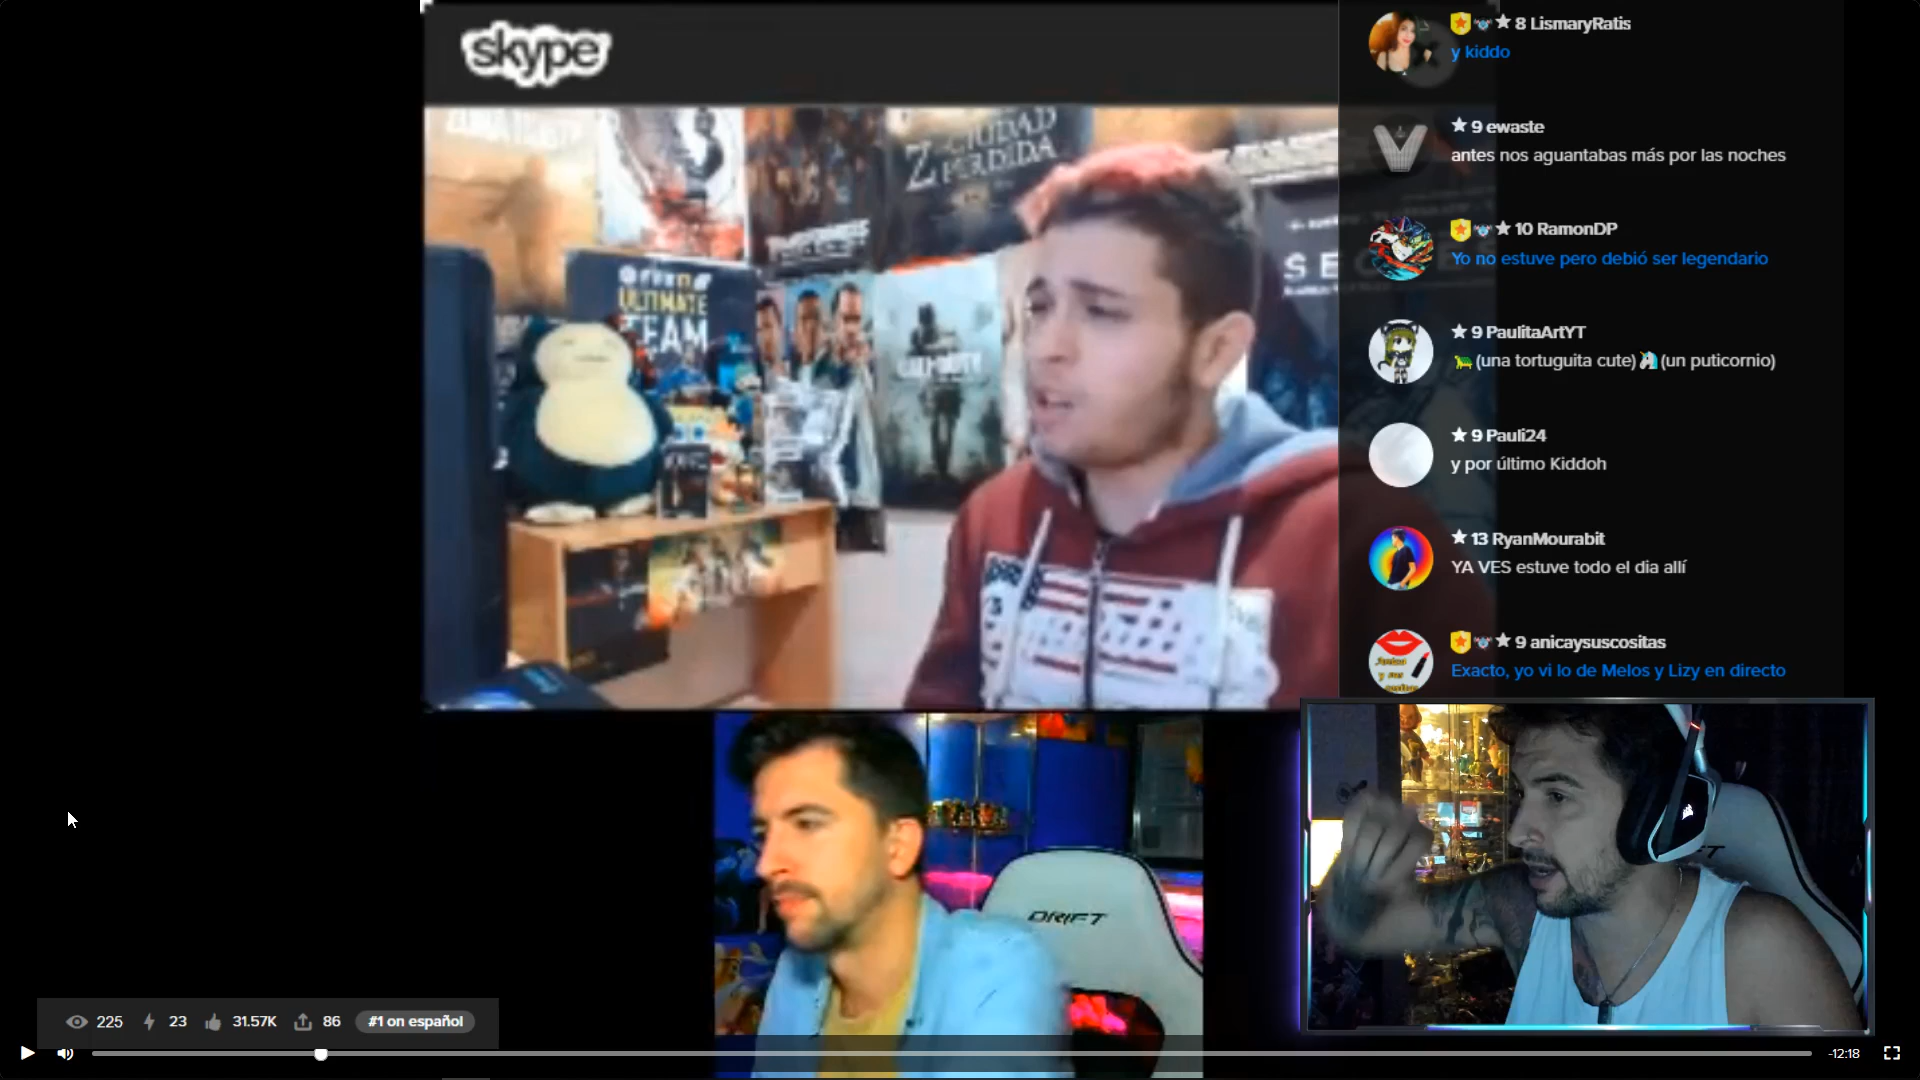 skype
Z CIUDAD
PERDIDA
ULTIMATE
TEAM
CALL OF DUTY
S E
DRIFT
8 LismaryRatis
y kiddo
9 ewaste
antes nos aguantabas más por las noches
10 RamonDP
Yo no estuve pero debió ser legendario
9 PaulitaArtYT
(una tortuguita cute) (un puticornio)
9 Pauli24
y por último Kiddoh
13 RyanMourabit
YA VES estuve todo el dia allí
9 anicaysuscositas
Exacto, yo vi lo de Melos y Lizy en directo
225 23 31.57K 86 #1 on español
-12:18